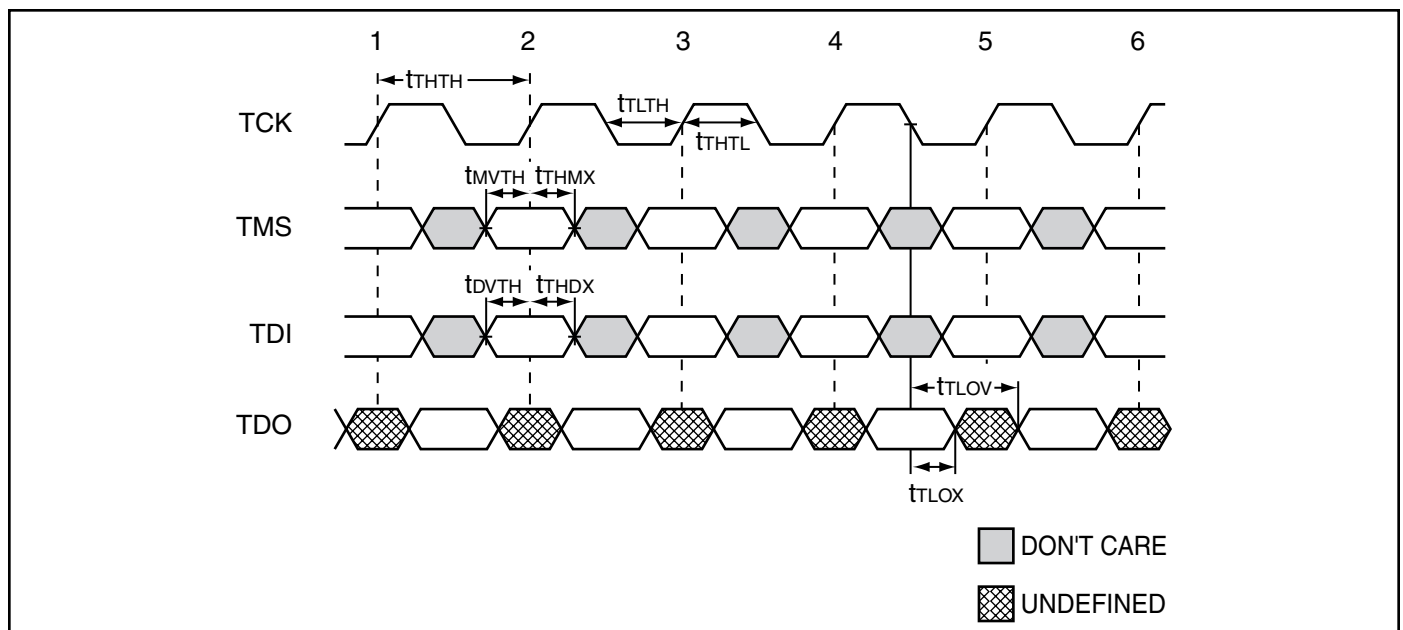 1 2 3 4 5 6
tTHTH
tTLTH
TCK
tTHTL
tMVTH tTHMX
TMS
tDVTH tTHDX
TDI
tTLOV
TDO
tTLOX
DON'T CARE
UNDEFINED